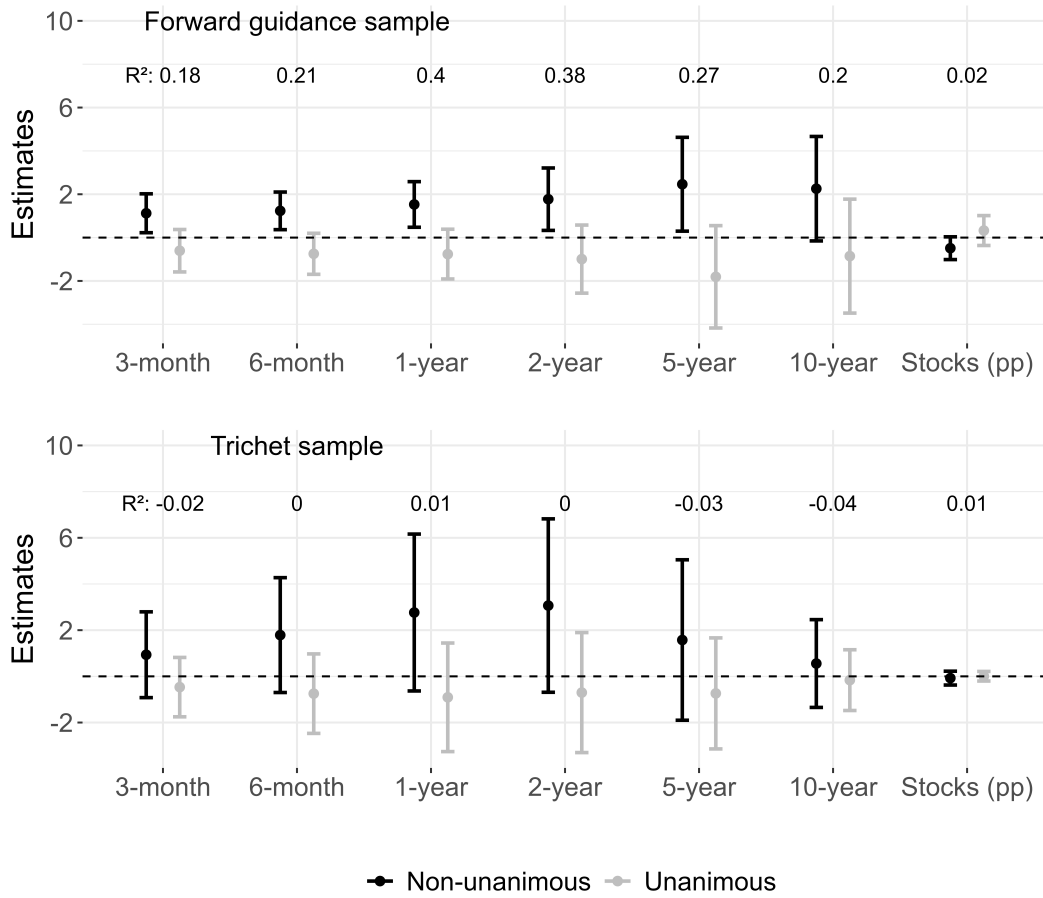 Forward guidance sample
10
R²: 0.18 0.21 0.4 0.38 0.27 0.2 0.02
6
Estimates
2
-2
3-month 6-month 1-year 2-year 5-year 10-year Stocks (pp)
Trichet sample
10
R²: -0.02 0 0.01 0 -0.03 -0.04 0.01
6
Estimates
2
-2
3-month 6-month 1-year 2-year 5-year 10-year Stocks (pp)
Non-unanimous Unanimous